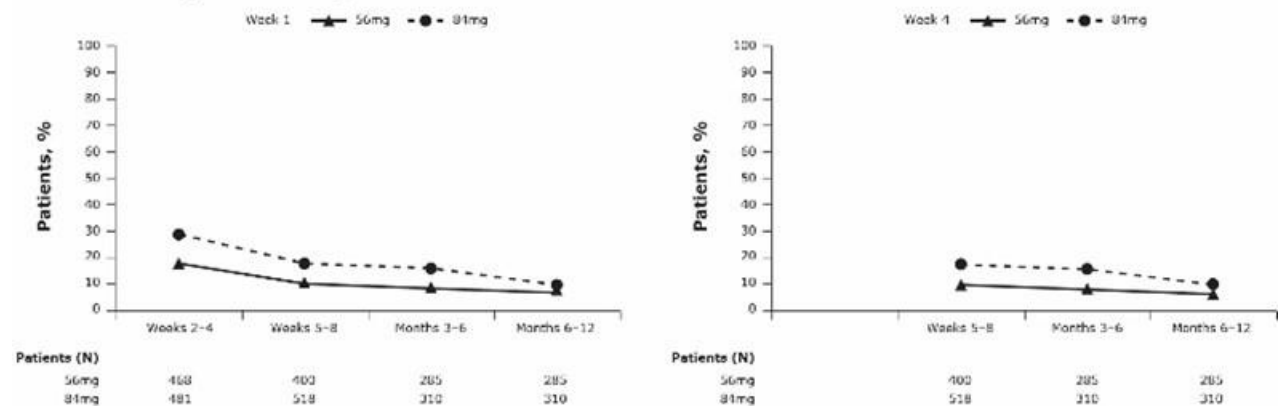 Week 1 56mg 84mg
Patients, %
100
90
80
70
60
50
40
30
20
10
0
Weeks 2–4 Weeks 5–8 Months 3–6 Months 6–12
Patients (N)
56mg 468 400 285 285
84mg 481 518 310 310
Week 4 56mg 84mg
Patients, %
100
90
80
70
60
50
40
30
20
10
0
Weeks 5–8 Months 3–6 Months 6–12
Patients (N)
56mg 400 285 285
84mg 518 310 310